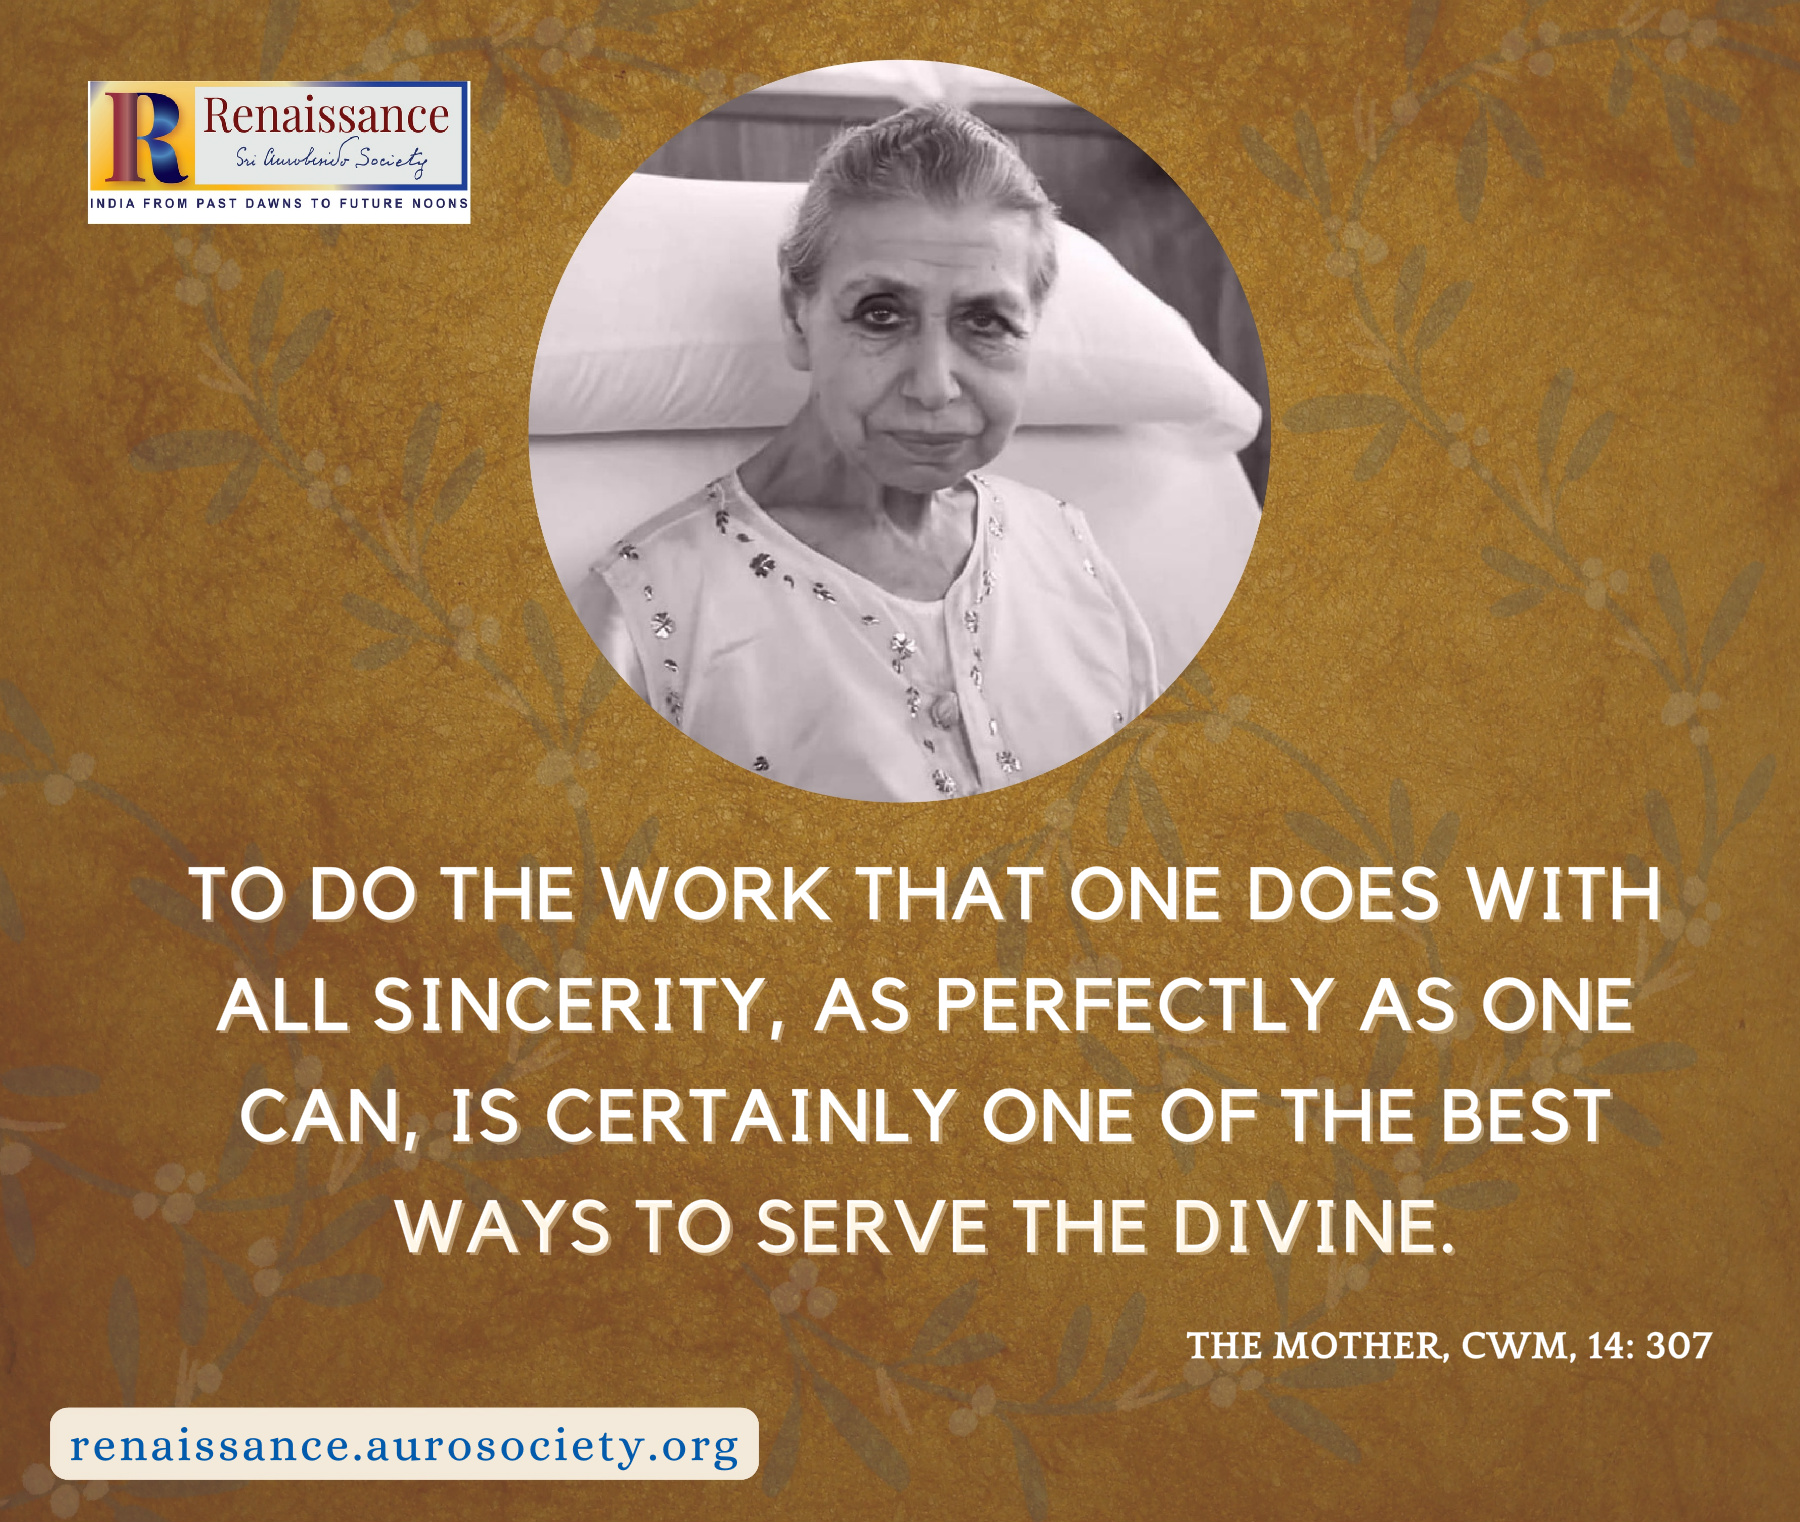 Renaissance
Sri Aurobindo Society
INDIA FROM PAST DAWNS TO FUTURE NOONS
TO DO THE WORK THAT ONE DOES WITH
ALL SINCERITY, AS PERFECTLY AS ONE
CAN, IS CERTAINLY ONE OF THE BEST
WAYS TO SERVE THE DIVINE.
THE MOTHER, CWM, 14: 307
renaissance.aurosociety.org